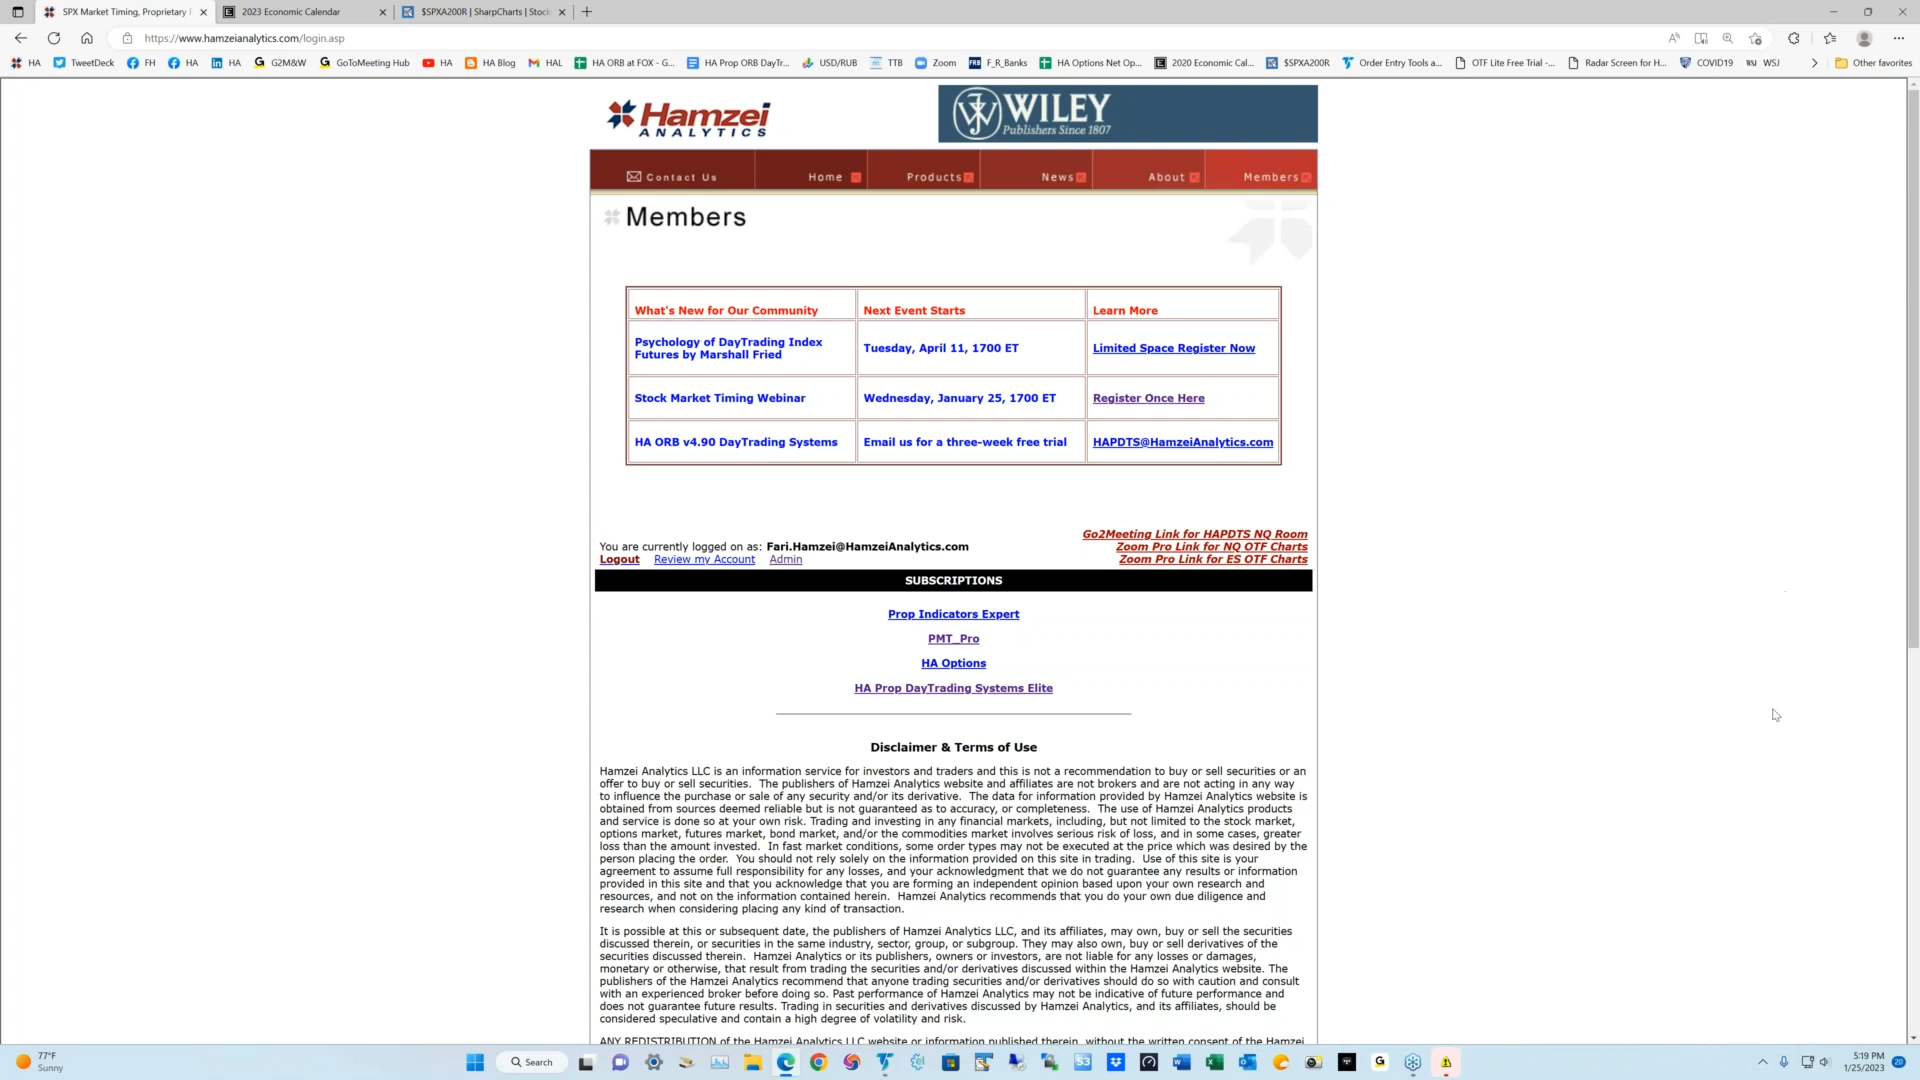 SPX Market Timing, Proprietary
2023 Economic Calendar
$SPXA200R | SharpCharts | Stock
https://www.hamzeianalytics.com/login.asp
HA
TweetDeck
FH
HA
HA
G2M&W
GoToMeeting Hub
HA
HA Blog
HAL
HA ORB at FOX - G...
HA Prop ORB DayTr...
USD/RUB
TTB
Zoom
F_R_Banks
HA Options Net Op...
2020 Economic Cal...
$SPXA200R
Order Entry Tools a...
OTF Lite Free Trial -...
Radar Screen for H...
COVID19
WSJ
Other favorites
Hamzei
ANALYTICS
WILEY
Publishers Since 1807
Contact Us
Home
Products
News
About
Members
Members
What's New for Our Community
Next Event Starts
Learn More
Psychology of DayTrading Index
Futures by Marshall Fried
Tuesday, April 11, 1700 ET
Limited Space Register Now
Stock Market Timing Webinar
Wednesday, January 25, 1700 ET
Register Once Here
HA ORB v4.90 DayTrading Systems
Email us for a three-week free trial
HAPDTS@HamzeiAnalytics.com
Go2Meeting Link for HAPDTS NQ Room
You are currently logged on as: Fari.Hamzei@HamzeiAnalytics.com
Zoom Pro Link for NQ OTF Charts
Logout Review my Account Admin
Zoom Pro Link for ES OTF Charts
SUBSCRIPTIONS
Prop Indicators Expert
PMT_Pro
HA Options
HA Prop DayTrading Systems Elite
Disclaimer & Terms of Use
Hamzei Analytics LLC is an information service for investors and traders and this is not a recommendation to buy or sell securities or an
offer to buy or sell securities. The publishers of Hamzei Analytics website and affiliates are not brokers and are not acting in any way
to influence the purchase or sale of any security and/or its derivative. The data for information provided by Hamzei Analytics website is
obtained from sources deemed reliable but is not guaranteed as to accuracy, or completeness. The use of Hamzei Analytics products
and service is done so at your own risk. Trading and investing in any financial markets, including, but not limited to the stock market,
options market, futures market, bond market, and/or the commodities market involves serious risk of loss, and in some cases, greater
loss than the amount invested. In fast market conditions, some order types may not be executed at the price which was desired by the
person placing the order. You should not rely solely on the information provided on this site in trading. Use of this site is your
agreement to assume full responsibility for any losses, and your acknowledgment that we do not guarantee any results or information
provided in this site and that you acknowledge that you are forming an independent opinion based upon your own research and
resources, and not on the information contained herein. Hamzei Analytics recommends that you do your own due diligence and
research when considering placing any kind of transaction.
It is possible at this or subsequent date, the publishers of Hamzei Analytics LLC, and its affiliates, may own, buy or sell the securities
discussed therein, or securities in the same industry, sector, group, or subgroup. They may also own, buy or sell derivatives of the
securities discussed therein. Hamzei Analytics or its publishers, owners or investors, are not liable for any losses or damages,
monetary or otherwise, that result from trading the securities and/or derivatives discussed within the Hamzei Analytics website. The
publishers of the Hamzei Analytics recommend that anyone trading securities and/or derivatives should do so with caution and consult
with an experienced broker before doing so. Past performance of Hamzei Analytics may not be indicative of future performance and
does not guarantee future results. Trading in securities and derivatives discussed by Hamzei Analytics, and its affiliates, should be
considered speculative and contain a high degree of volatility and risk.
ANY REDISTRIBUTION of the Hamzei Analytics LLC website or information published therein, without the written consent of the Hamzei
77°F
Sunny
Search
5:19 PM
1/25/2023
20